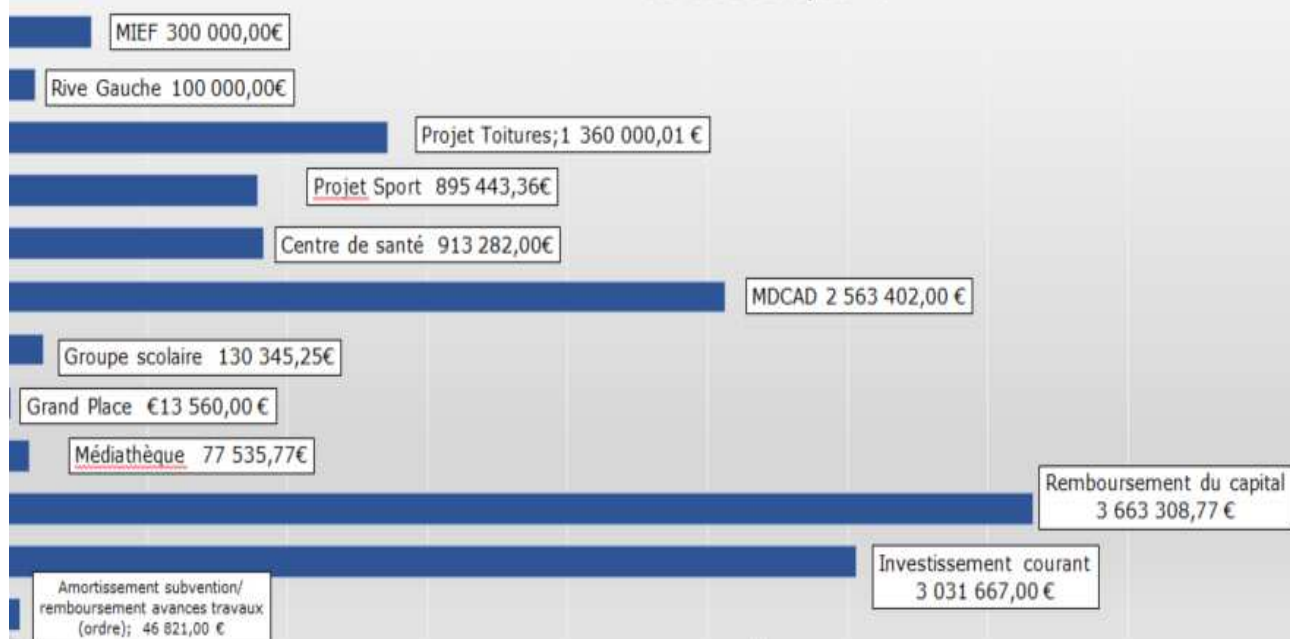 MIEF 300 000,00€
Rive Gauche 100 000,00€
Projet Toitures;1 360 000,01 €
Projet Sport 895 443,36€
Centre de santé 913 282,00€
MDCAD 2 563 402,00 €
Groupe scolaire 130 345,25€
Grand Place €13 560,00 €
Médiathèque 77 535,77€
Remboursement du capital
3 663 308,77 €
Investissement courant
3 031 667,00 €
Amortissement subvention/
remboursement avances travaux
(ordre); 46 821,00 €